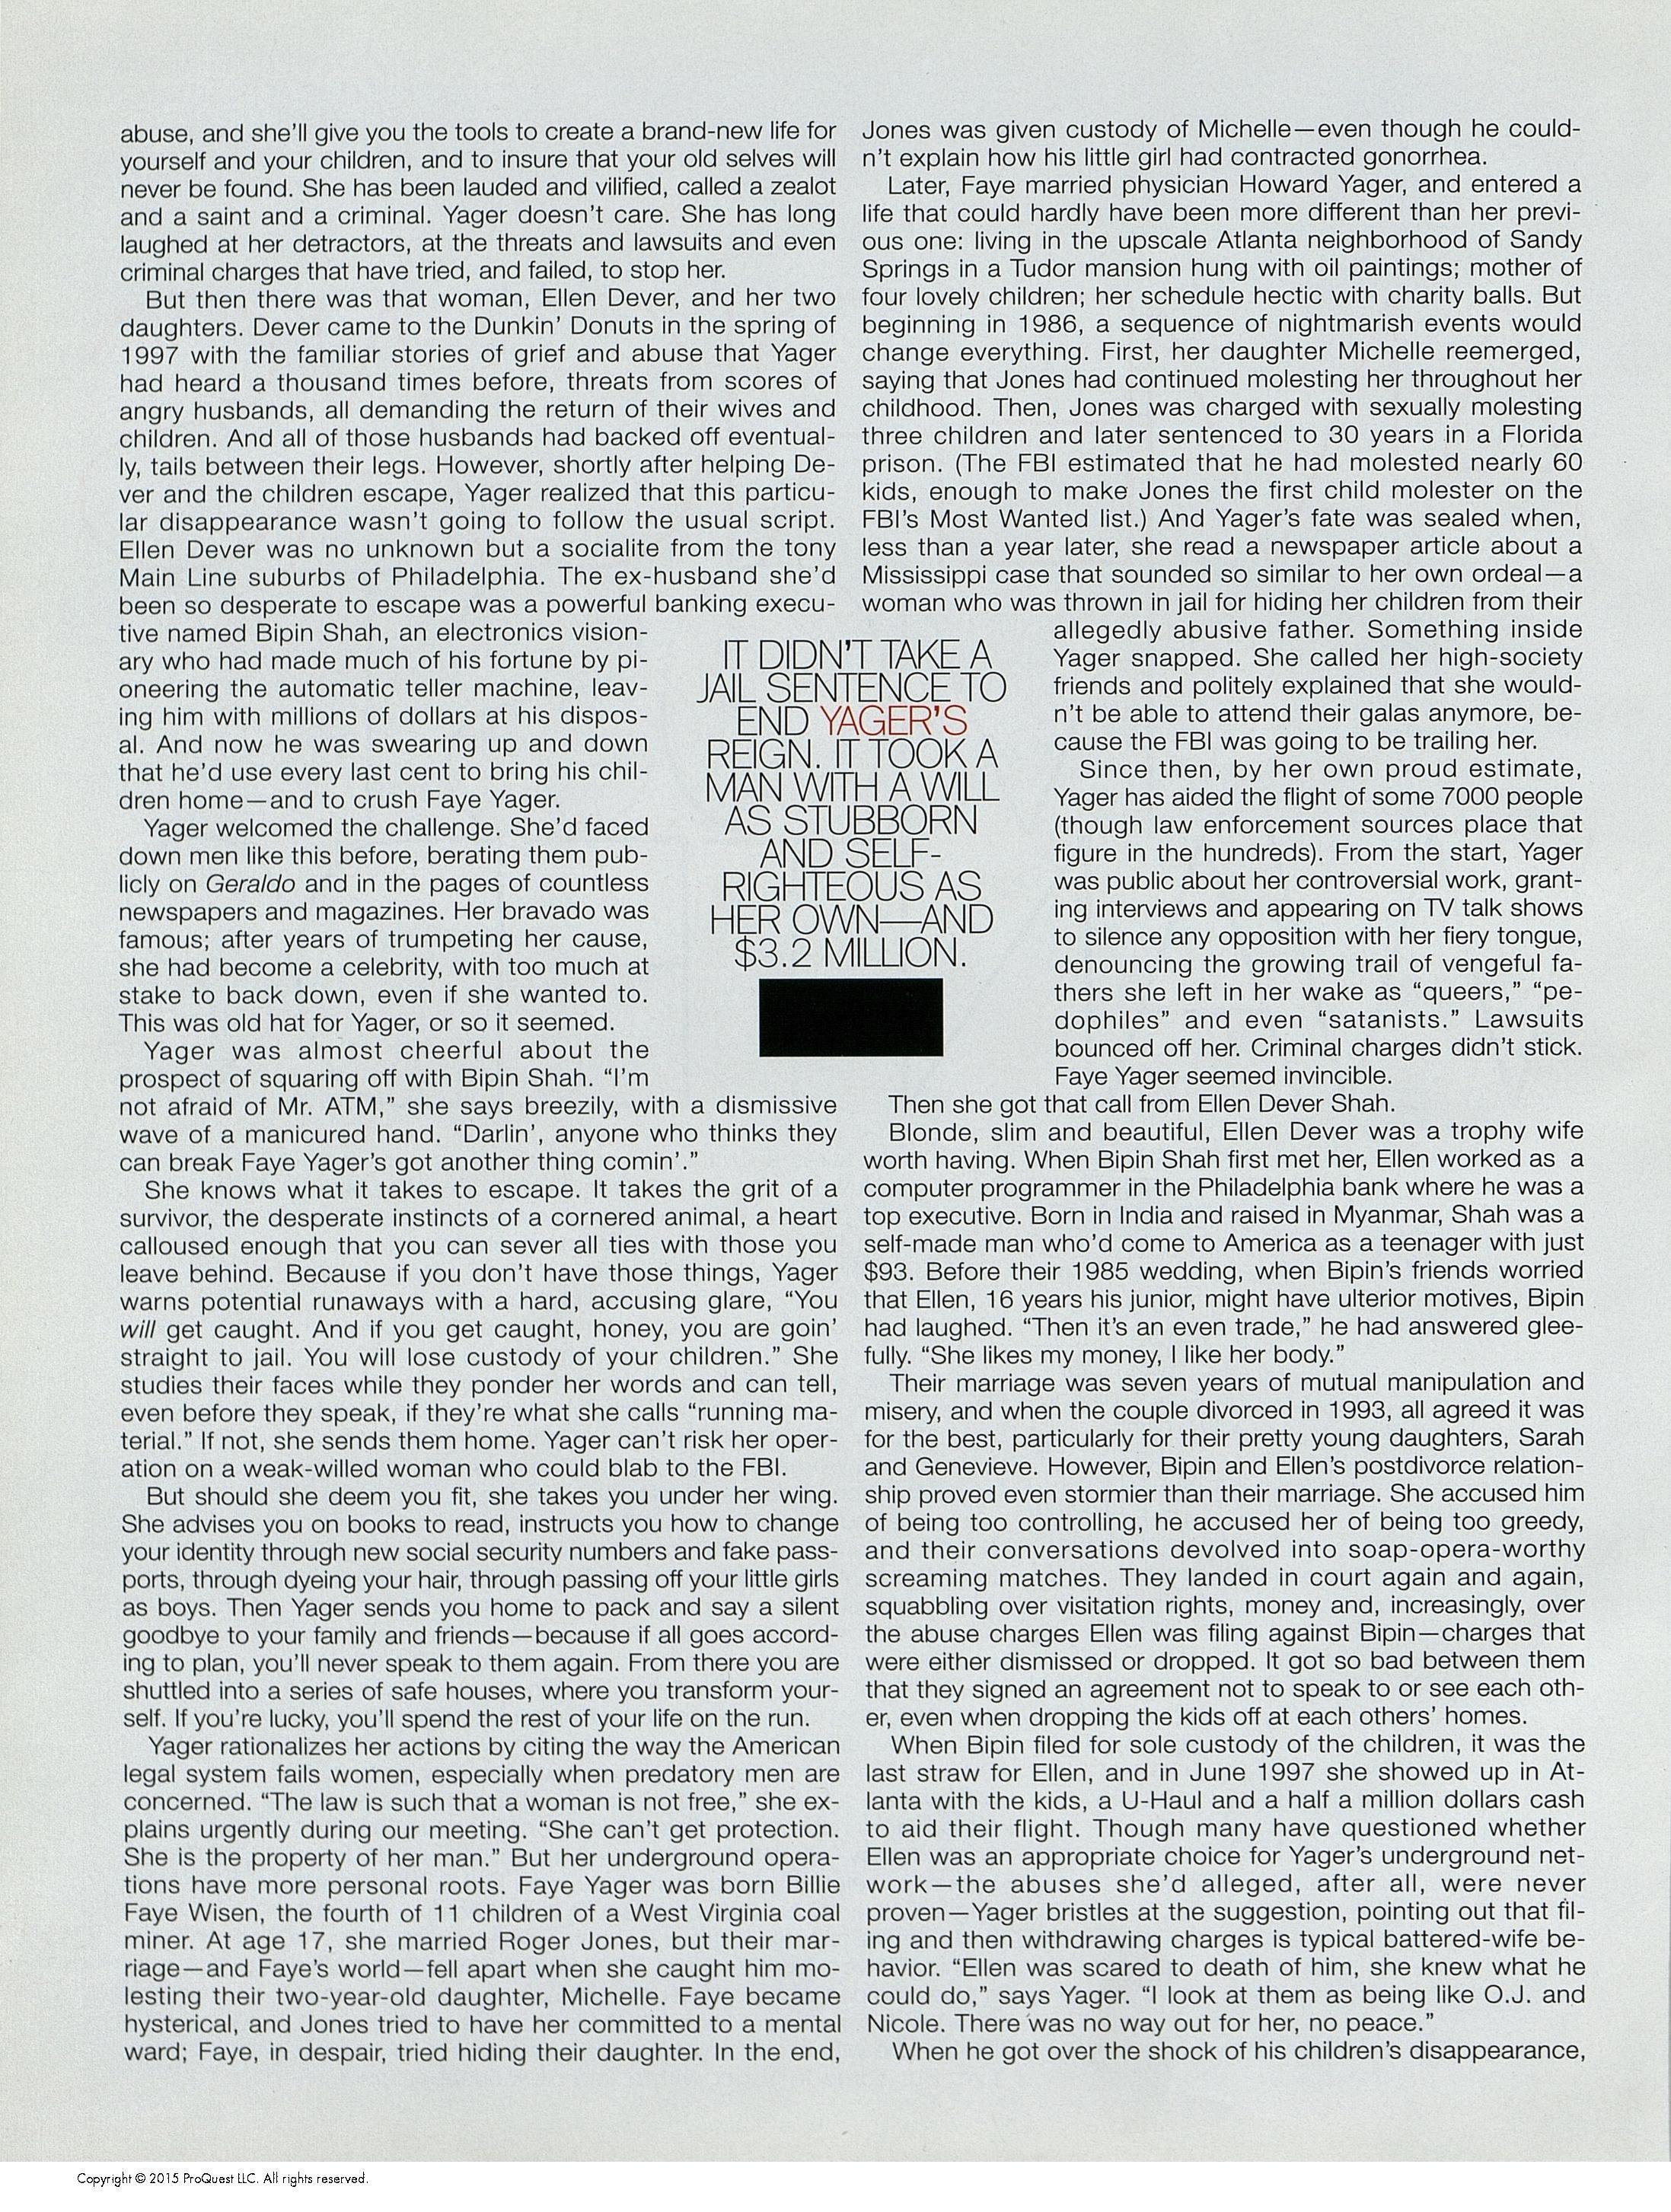 abuse, and she'll give you the tools to create a brand-new life for
yourself and your children, and to insure that your old selves will
never be found. She has been lauded and vilified, called a zealot
and a saint and a criminal. Yager doesn't care. She has long
laughed at her detractors, at the threats and lawsuits and even
criminal charges that have tried, and failed, to stop her.
But then there was that woman, Ellen Dever, and her two
daughters. Dever came to the Dunkin' Donuts in the spring of
1997 with the familiar stories of grief and abuse that Yager
had heard a thousand times before, threats from scores of
angry husbands, all demanding the return of their wives and
children. And all of those husbands had backed off eventual-
ly, tails between their legs. However, shortly after helping De-
ver and the children escape, Yager realized that this particu-
lar disappearance wasn't going to follow the usual script.
Ellen Dever was no unknown but a socialite from the tony
Main Line suburbs of Philadelphia. The ex-husband she'd
been so desperate to escape was a powerful banking execu-
tive named Bipin Shah, an electronics vision-
ary who had made much of his fortune by pi-
oneering the automatic teller machine, leav-
ing him with millions of dollars at his dispos-
al. And now he was swearing up and down
that he'd use every last cent to bring his chil-
dren home—and to crush Faye Yager.
Yager welcomed the challenge. She'd faced
down men like this before, berating them pub-
licly on Geraldo and in the pages of countless
newspapers and magazines. Her bravado was
famous; after years of trumpeting her cause,
she had become a celebrity, with too much at
stake to back down, even if she wanted to.
This was old hat for Yager, or so it seemed.
Yager was almost cheerful about the
prospect of squaring off with Bipin Shah. "I'm
not afraid of Mr. ATM," she says breezily, with a dismissive
wave of a manicured hand. "Darlin', anyone who thinks they
can break Faye Yager's got another thing comin'."
She knows what it takes to escape. It takes the grit of a
survivor, the desperate instincts of a cornered animal, a heart
calloused enough that you can sever all ties with those you
leave behind. Because if you don't have those things, Yager
warns potential runaways with a hard, accusing glare, "You
will get caught. And if you get caught, honey, you are goin'
straight to jail. You will lose custody of your children." She
studies their faces while they ponder her words and can tell,
even before they speak, if they're what she calls "running ma-
terial." If not, she sends them home. Yager can't risk her oper-
ation on a weak-willed woman who could blab to the FBI.
But should she deem you fit, she takes you under her wing.
She advises you on books to read, instructs you how to change
your identity through new social security numbers and fake pass-
ports, through dyeing your hair, through passing off your little girls
as boys. Then Yager sends you home to pack and say a silent
goodbye to your family and friends—because if all goes accord-
ing to plan, you'll never speak to them again. From there you are
shuttled into a series of safe houses, where you transform your-
self. If you're lucky, you'll spend the rest of your life on the run.
Yager rationalizes her actions by citing the way the American
legal system fails women, especially when predatory men are
concerned. "The law is such that a woman is not free," she ex-
plains urgently during our meeting. "She can't get protection.
She is the property of her man." But her underground opera-
tions have more personal roots. Faye Yager was born Billie
Faye Wisen, the fourth of 11 children of a West Virginia coal
miner. At age 17, she married Roger Jones, but their mar-
riage—and Faye's world—fell apart when she caught him mo-
lesting their two-year-old daughter, Michelle. Faye became
hysterical, and Jones tried to have her committed to a mental
ward; Faye, in despair, tried hiding their daughter. In the end,
IT DIDN'T TAKE A
JAIL SENTENCE TO
END YAGER'S
REIGN. IT TOOK A
MAN WITH A WILL
AS STUBBORN
AND SELF-
RIGHTEOUS AS
HER OWN—AND
$3.2 MILLION.
Jones was given custody of Michelle—even though he could-
n't explain how his little girl had contracted gonorrhea.
Later, Faye married physician Howard Yager, and entered a
life that could hardly have been more different than her previ-
ous one: living in the upscale Atlanta neighborhood of Sandy
Springs in a Tudor mansion hung with oil paintings; mother of
four lovely children; her schedule hectic with charity balls. But
beginning in 1986, a sequence of nightmarish events would
change everything. First, her daughter Michelle reemerged,
saying that Jones had continued molesting her throughout her
childhood. Then, Jones was charged with sexually molesting
three children and later sentenced to 30 years in a Florida
prison. (The FBI estimated that he had molested nearly 60
kids, enough to make Jones the first child molester on the
FBI's Most Wanted list.) And Yager's fate was sealed when,
less than a year later, she read a newspaper article about a
Mississippi case that sounded so similar to her own ordeal—a
woman who was thrown in jail for hiding her children from their
allegedly abusive father. Something inside
Yager snapped. She called her high-society
friends and politely explained that she would-
n't be able to attend their galas anymore, be-
cause the FBI was going to be trailing her.
Since then, by her own proud estimate,
Yager has aided the flight of some 7000 people
(though law enforcement sources place that
figure in the hundreds). From the start, Yager
was public about her controversial work, grant-
ing interviews and appearing on TV talk shows
to silence any opposition with her fiery tongue,
denouncing the growing trail of vengeful fa-
thers she left in her wake as "queers," "pe-
dophiles" and even "satanists." Lawsuits
bounced off her. Criminal charges didn't stick.
Faye Yager seemed invincible.
Then she got that call from Ellen Dever Shah.
Blonde, slim and beautiful, Ellen Dever was a trophy wife
worth having. When Bipin Shah first met her, Ellen worked as a
computer programmer in the Philadelphia bank where he was a
top executive. Born in India and raised in Myanmar, Shah was a
self-made man who'd come to America as a teenager with just
$93. Before their 1985 wedding, when Bipin's friends worried
that Ellen, 16 years his junior, might have ulterior motives, Bipin
had laughed. "Then it's an even trade," he had answered glee-
fully. "She likes my money, I like her body."
Their marriage was seven years of mutual manipulation and
misery, and when the couple divorced in 1993, all agreed it was
for the best, particularly for their pretty young daughters, Sarah
and Genevieve. However, Bipin and Ellen's postdivorce relation-
ship proved even stormier than their marriage. She accused him
of being too controlling, he accused her of being too greedy,
and their conversations devolved into soap-opera-worthy
screaming matches. They landed in court again and again,
squabbling over visitation rights, money and, increasingly, over
the abuse charges Ellen was filing against Bipin—charges that
were either dismissed or dropped. It got so bad between them
that they signed an agreement not to speak to or see each oth-
er, even when dropping the kids off at each others' homes.
When Bipin filed for sole custody of the children, it was the
last straw for Ellen, and in June 1997 she showed up in At-
lanta with the kids, a U-Haul and a half a million dollars cash
to aid their flight. Though many have questioned whether
Ellen was an appropriate choice for Yager's underground net-
work—the abuses she'd alleged, after all, were never
proven—Yager bristles at the suggestion, pointing out that fil-
ing and then withdrawing charges is typical battered-wife be-
havior. "Ellen was scared to death of him, she knew what he
could do," says Yager. "I look at them as being like O.J. and
Nicole. There was no way out for her, no peace."
When he got over the shock of his children's disappearance,
Copyright © 2015 ProQuest LLC. All rights reserved.